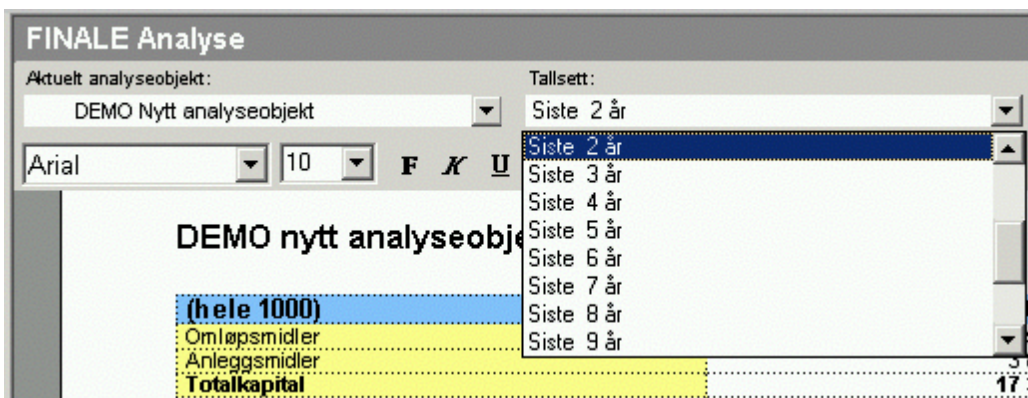 FINALE Analyse
Aktuelt analyseobjekt: Tallsett:
DEMO Nytt analyseobjekt Siste 2 år
Arial 10 F K U
Siste 2 år
Siste 3 år
Siste 4 år
Siste 5 år
Siste 6 år
Siste 7 år
Siste 8 år
Siste 9 år
DEMO nytt
(hele 1000)
Omløpsmidler
Anleggsmidler
Totalkapital 17